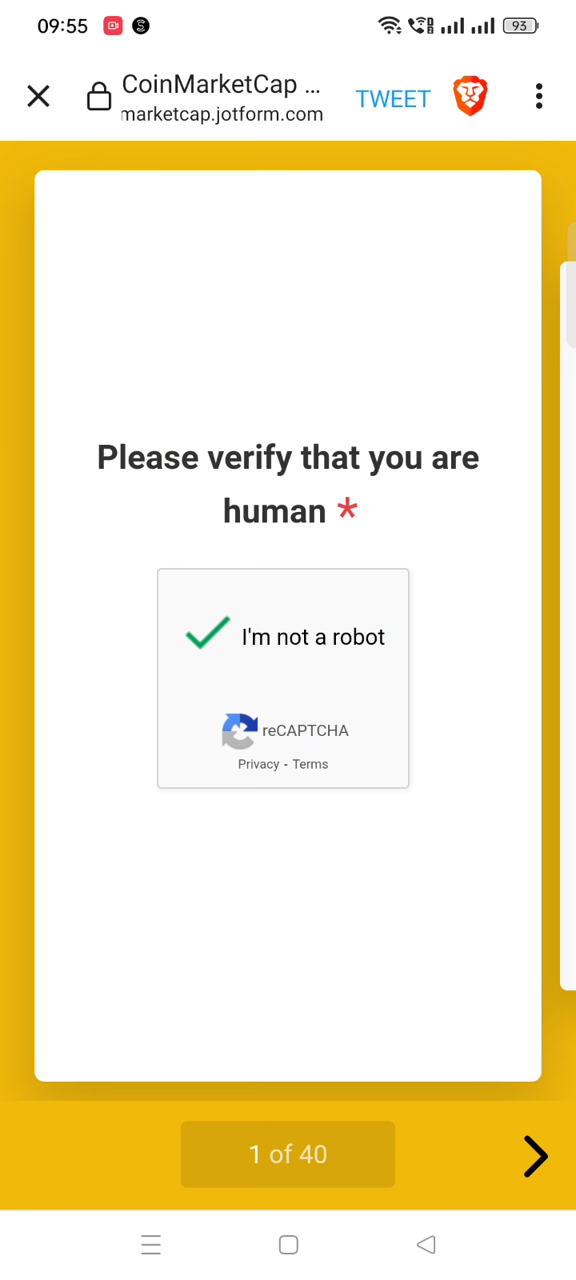 09:55
93
CoinMarketCap ...
marketcap.jotform.com
TWEET
Please verify that you are
human *
I'm not a robot
reCAPTCHA
Privacy - Terms
1 of 40